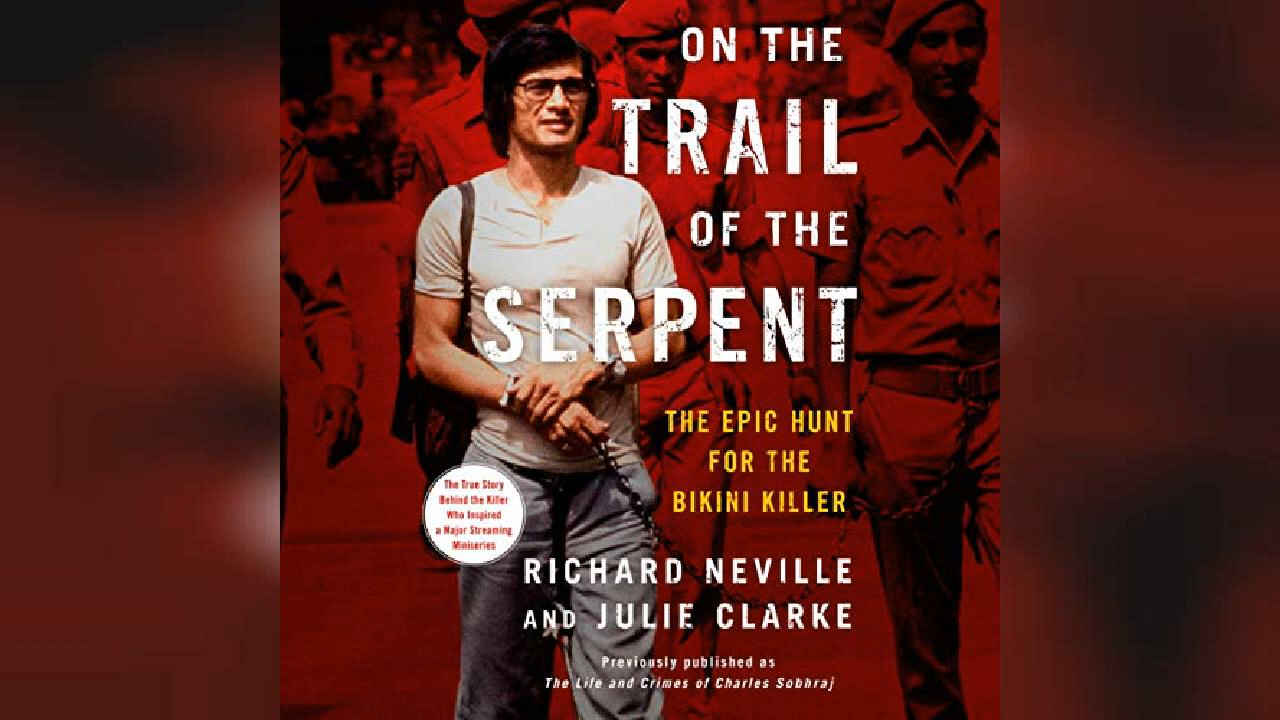 ON THE
TRAIL
OF THE
SERPENT
THE EPIC HUNT
FOR THE
BIKINI KILLER
The True Story
Behind the Killer
Who Inspired
a Major Streaming
Miniseries
RICHARD NEVILLE
AND JULIE CLARKE
Previously published as
The Life and Crimes of Charles Sobhraj